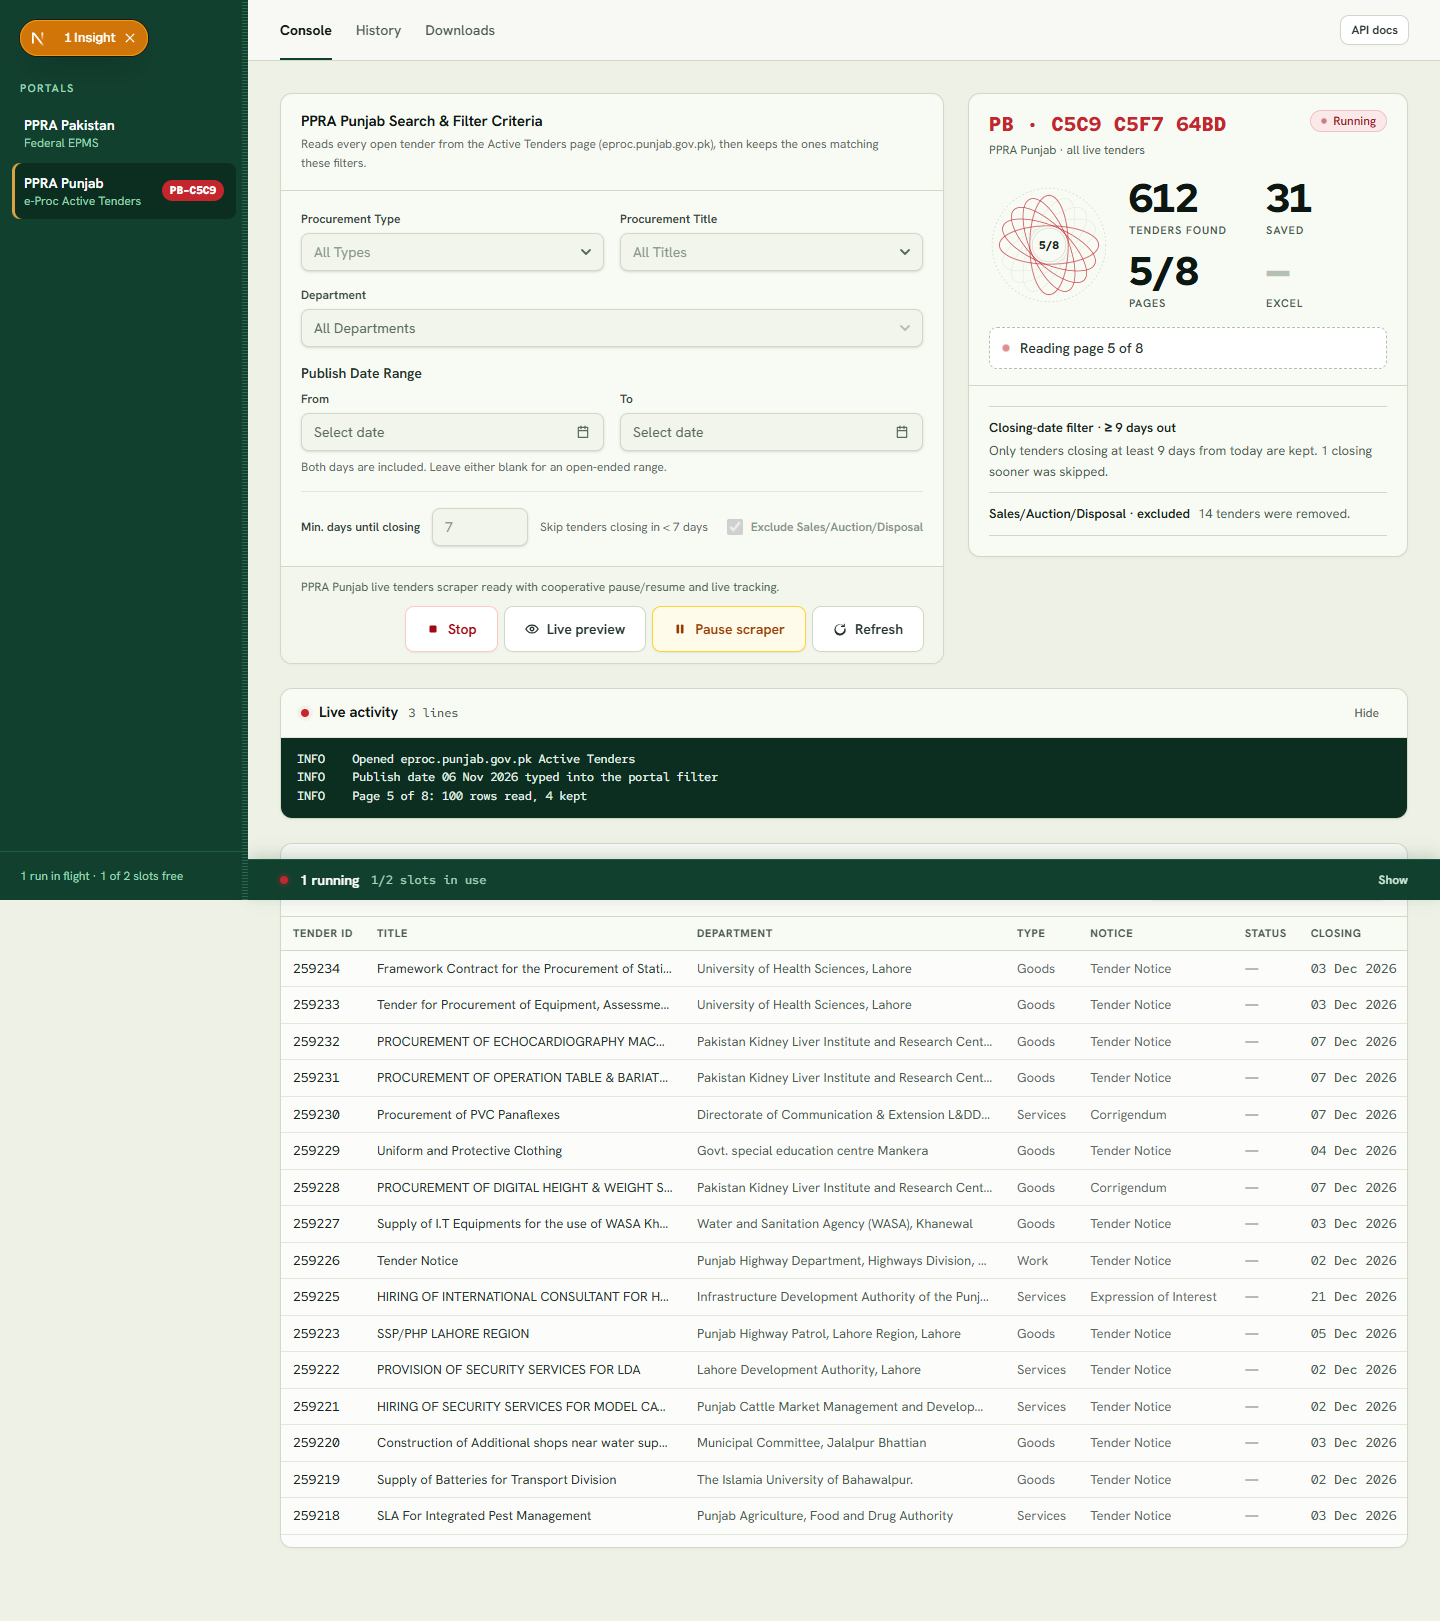 1 Insight
PORTALS
PPRA Pakistan
Federal EPMS
PPRA Punjab
e-Proc Active Tenders
PB-C5C9
1 run in flight · 1 of 2 slots free
Console History Downloads
API docs
PPRA Punjab Search & Filter Criteria
Reads every open tender from the Active Tenders page (eproc.punjab.gov.pk), then keeps the ones matching
these filters.
Procurement Type
All Types
Procurement Title
All Titles
Department
All Departments
Publish Date Range
From
Select date
To
Select date
Both days are included. Leave either blank for an open-ended range.
Min. days until closing 7 Skip tenders closing in < 7 days Exclude Sales/Auction/Disposal
PPRA Punjab live tenders scraper ready with cooperative pause/resume and live tracking.
Stop Live preview Pause scraper Refresh
PB · C5C9 C5F7 64BD
Running
PPRA Punjab · all live tenders
5/8
612
TENDERS FOUND
31
SAVED
5/8
PAGES
—
EXCEL
Reading page 5 of 8
Closing-date filter · ≥ 9 days out
Only tenders closing at least 9 days from today are kept. 1 closing
sooner was skipped.
Sales/Auction/Disposal · excluded 14 tenders were removed.
Live activity 3 lines
Hide
INFO Opened eproc.punjab.gov.pk Active Tenders
INFO Publish date 06 Nov 2026 typed into the portal filter
INFO Page 5 of 8: 100 rows read, 4 kept
1 running 1/2 slots in use
Show
TENDER ID TITLE DEPARTMENT TYPE NOTICE STATUS CLOSING
259234 Framework Contract for the Procurement of Stati... University of Health Sciences, Lahore Goods Tender Notice — 03 Dec 2026
259233 Tender for Procurement of Equipment, Assessme... University of Health Sciences, Lahore Goods Tender Notice — 03 Dec 2026
259232 PROCUREMENT OF ECHOCARDIOGRAPHY MAC... Pakistan Kidney Liver Institute and Research Cent... Goods Tender Notice — 07 Dec 2026
259231 PROCUREMENT OF OPERATION TABLE & BARIAT... Pakistan Kidney Liver Institute and Research Cent... Goods Tender Notice — 07 Dec 2026
259230 Procurement of PVC Panaflexes Directorate of Communication & Extension L&DD... Services Corrigendum — 07 Dec 2026
259229 Uniform and Protective Clothing Govt. special education centre Mankera Goods Tender Notice — 04 Dec 2026
259228 PROCUREMENT OF DIGITAL HEIGHT & WEIGHT S... Pakistan Kidney Liver Institute and Research Cent... Goods Corrigendum — 07 Dec 2026
259227 Supply of I.T Equipments for the use of WASA Kh... Water and Sanitation Agency (WASA), Khanewal Goods Tender Notice — 03 Dec 2026
259226 Tender Notice Punjab Highway Department, Highways Division, ... Work Tender Notice — 02 Dec 2026
259225 HIRING OF INTERNATIONAL CONSULTANT FOR H... Infrastructure Development Authority of the Punj... Services Expression of Interest — 21 Dec 2026
259223 SSP/PHP LAHORE REGION Punjab Highway Patrol, Lahore Region, Lahore Goods Tender Notice — 05 Dec 2026
259222 PROVISION OF SECURITY SERVICES FOR LDA Lahore Development Authority, Lahore Services Tender Notice — 02 Dec 2026
259221 HIRING OF SECURITY SERVICES FOR MODEL CA... Punjab Cattle Market Management and Develop... Services Tender Notice — 02 Dec 2026
259220 Construction of Additional shops near water sup... Municipal Committee, Jalalpur Bhattian Goods Tender Notice — 03 Dec 2026
259219 Supply of Batteries for Transport Division The Islamia University of Bahawalpur. Goods Tender Notice — 02 Dec 2026
259218 SLA For Integrated Pest Management Punjab Agriculture, Food and Drug Authority Services Tender Notice — 03 Dec 2026